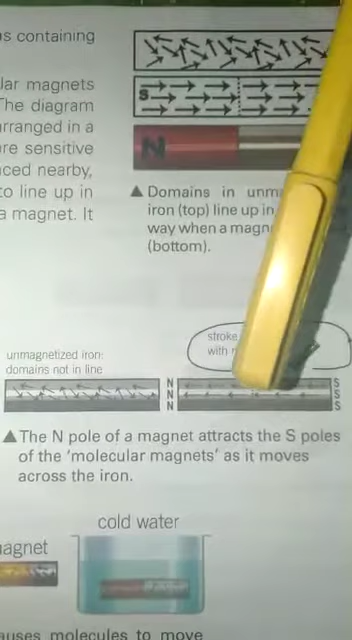 s containing
lar magnets
The diagram
rranged in a
re sensitive
ced nearby,
to line up in
a magnet. It
S
N
▲ Domains in unm
iron (top) line up in
way when a magn
(bottom).
unmagnetized iron:
domains not in line
stroke
with
N S
N S
N S
▲ The N pole of a magnet attracts the S poles
of the 'molecular magnets' as it moves
across the iron.
cold water
agnet
auses molecules to move